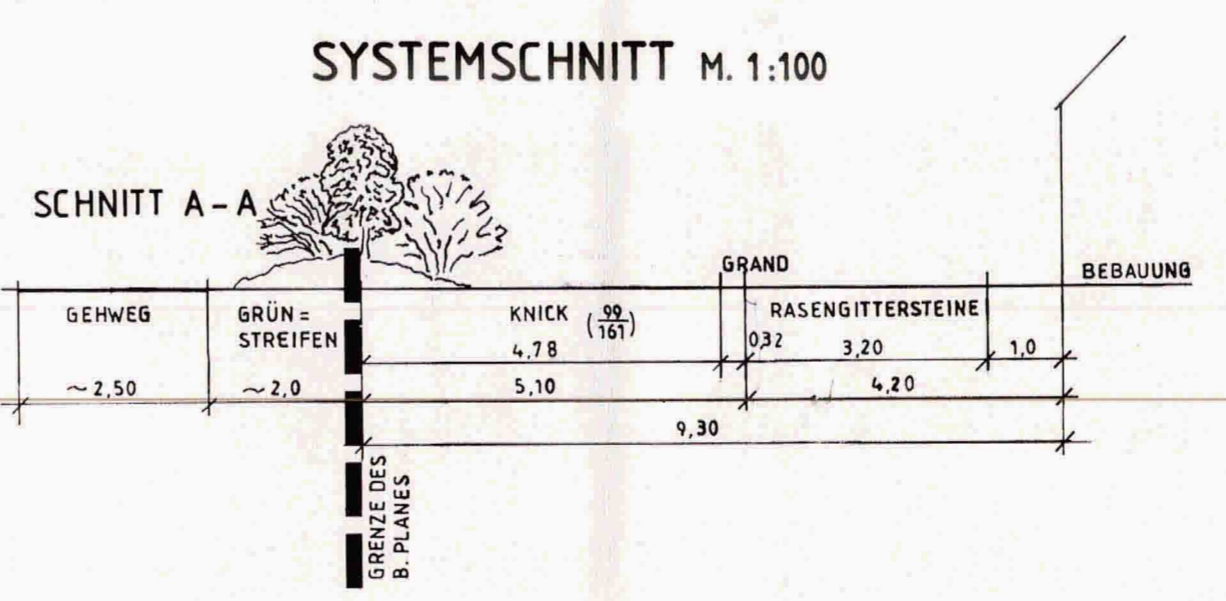 SYSTEMSCHNITT M. 1:100
SCHNITT A-A
GRAND
BEBAUUNG
GEHWEG
GRÜN=
STREIFEN
KNICK (99/161)
RASENGITTERSTEINE
4,78
0,32
3,20
1,0
~2,50
~2,0
5,10
4,20
9,30
GRENZE DES
B. PLANES